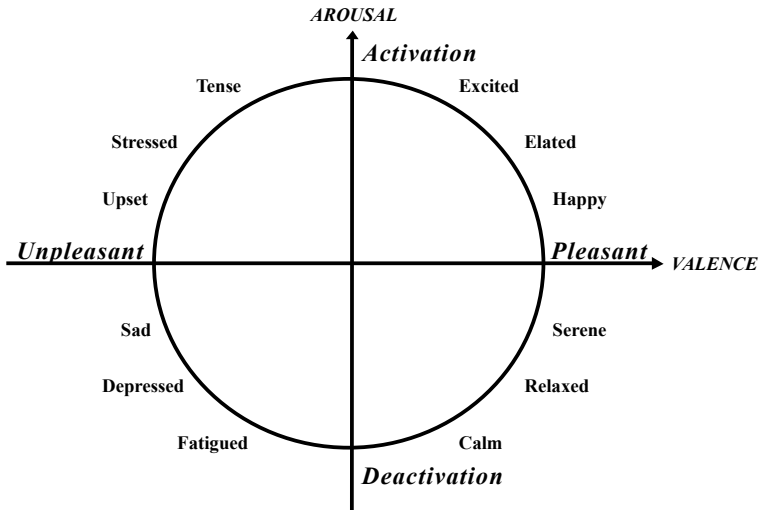 AROUSAL
Activation
Tense
Excited
Stressed
Elated
Upset
Happy
Unpleasant
Pleasant
VALENCE
Sad
Serene
Depressed
Relaxed
Fatigued
Calm
Deactivation